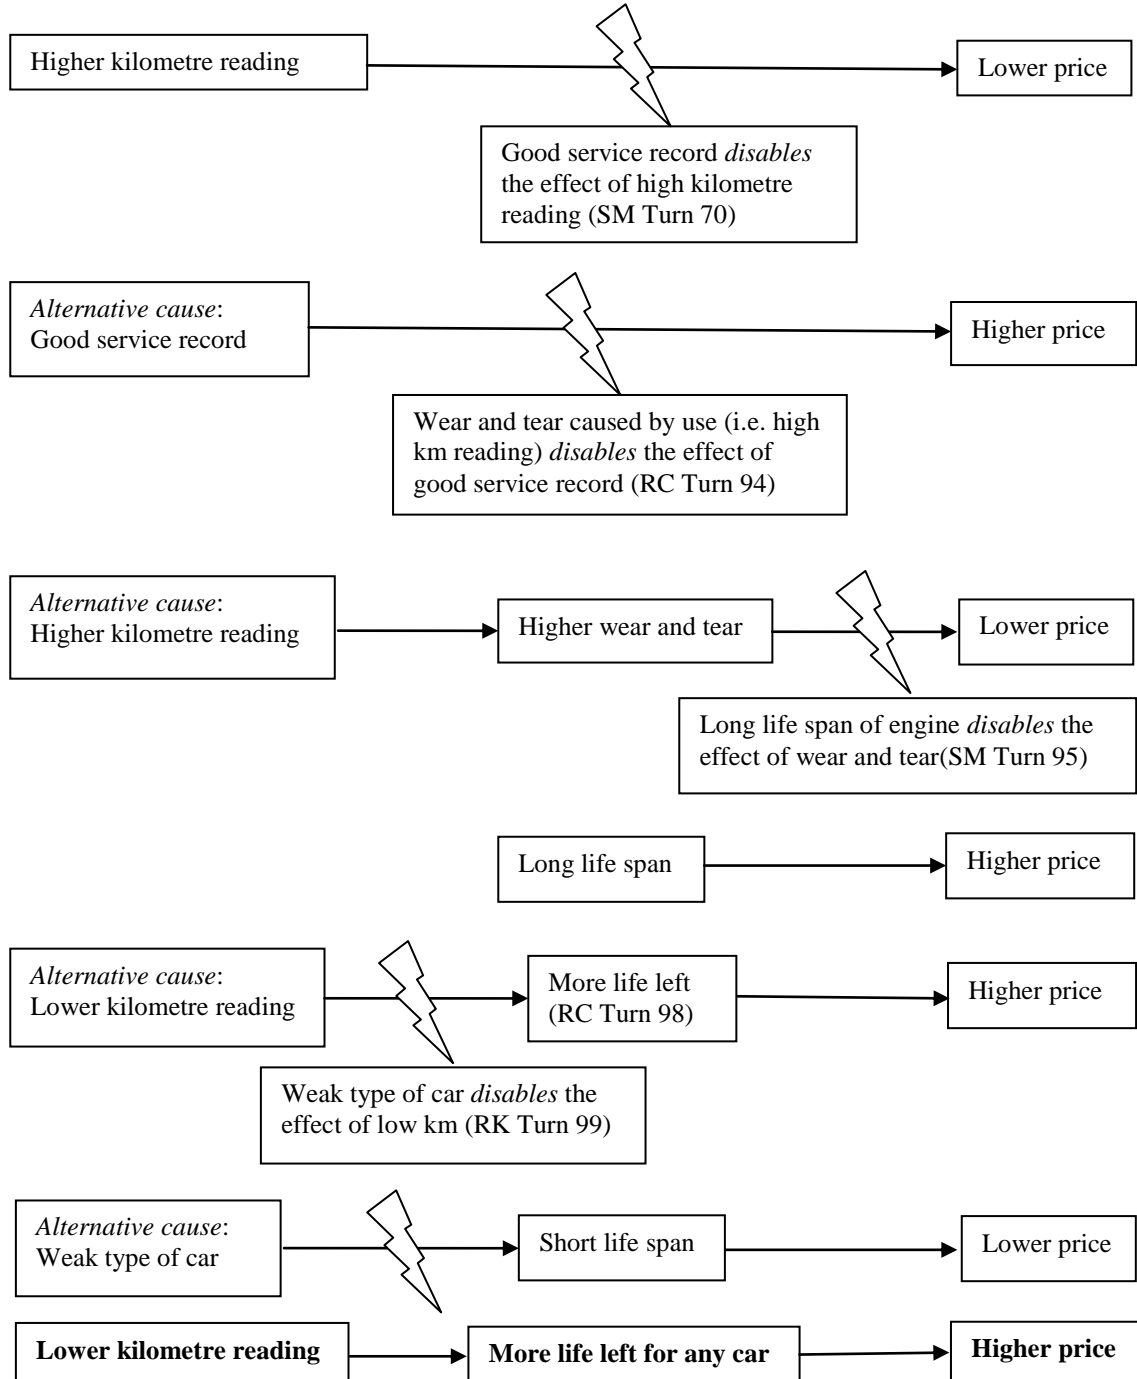 Higher kilometre reading
Lower price
Good service record disables
the effect of high kilometre
reading (SM Turn 70)
Alternative cause:
Good service record
Higher price
Wear and tear caused by use (i.e. high
km reading) disables the effect of
good service record (RC Turn 94)
Alternative cause:
Higher kilometre reading
Higher wear and tear
Lower price
Long life span of engine disables the
effect of wear and tear(SM Turn 95)
Long life span
Higher price
Alternative cause:
Lower kilometre reading
More life left
(RC Turn 98)
Higher price
Weak type of car disables the
effect of low km (RK Turn 99)
Alternative cause:
Weak type of car
Short life span
Lower price
Lower kilometre reading
More life left for any car
Higher price